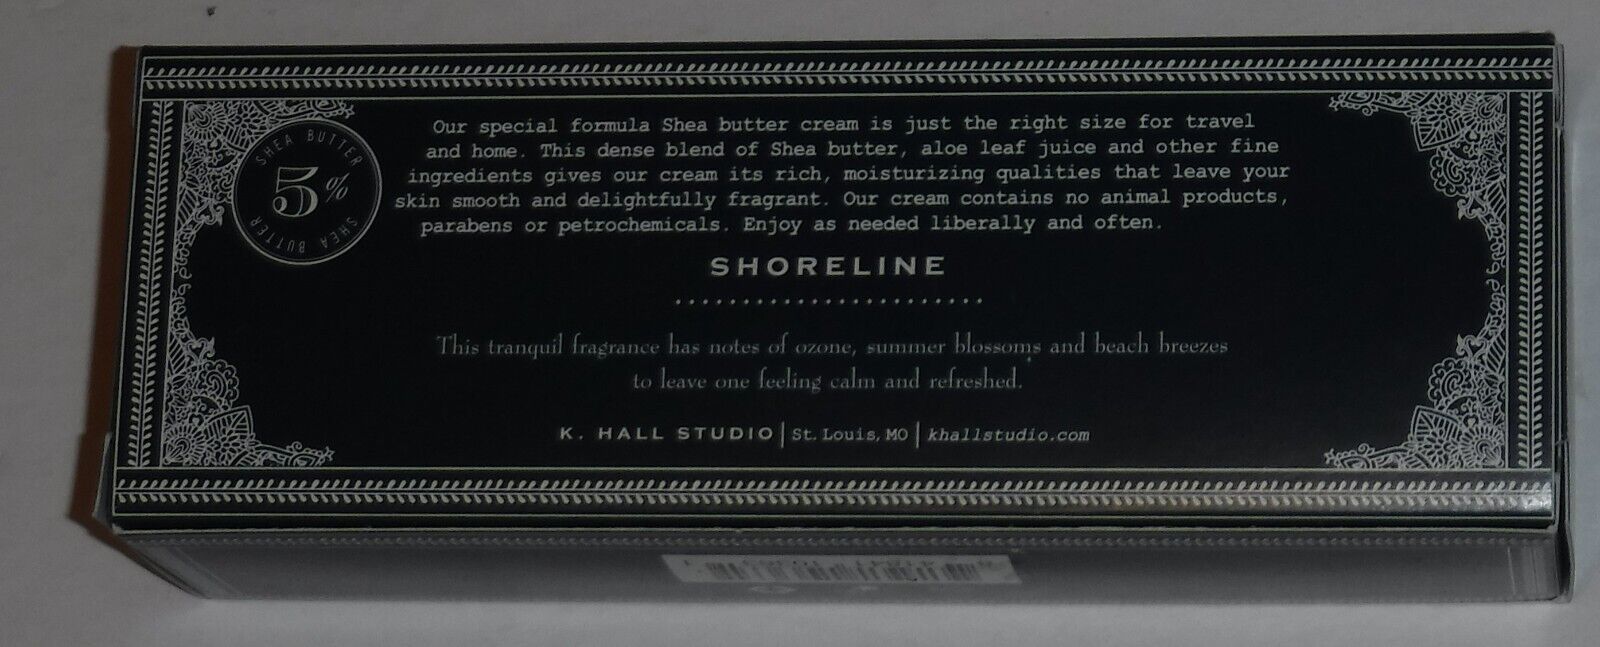 Our special formula Shea butter cream is just the right size for travel
and home. This dense blend of Shea butter, aloe leaf juice and other fine
ingredients gives our cream its rich, moisturizing qualities that leave your
skin smooth and delightfully fragrant. Our cream contains no animal products,
parabens or petrochemicals. Enjoy as needed liberally and often.
SHEA BUTTER
5%
SHEA BUTTER
SHORELINE
This tranquil fragrance has notes of ozone, summer blossoms and beach breezes
to leave one feeling calm and refreshed.
K. HALL STUDIO | St. Louis, MO | khallstudio.com